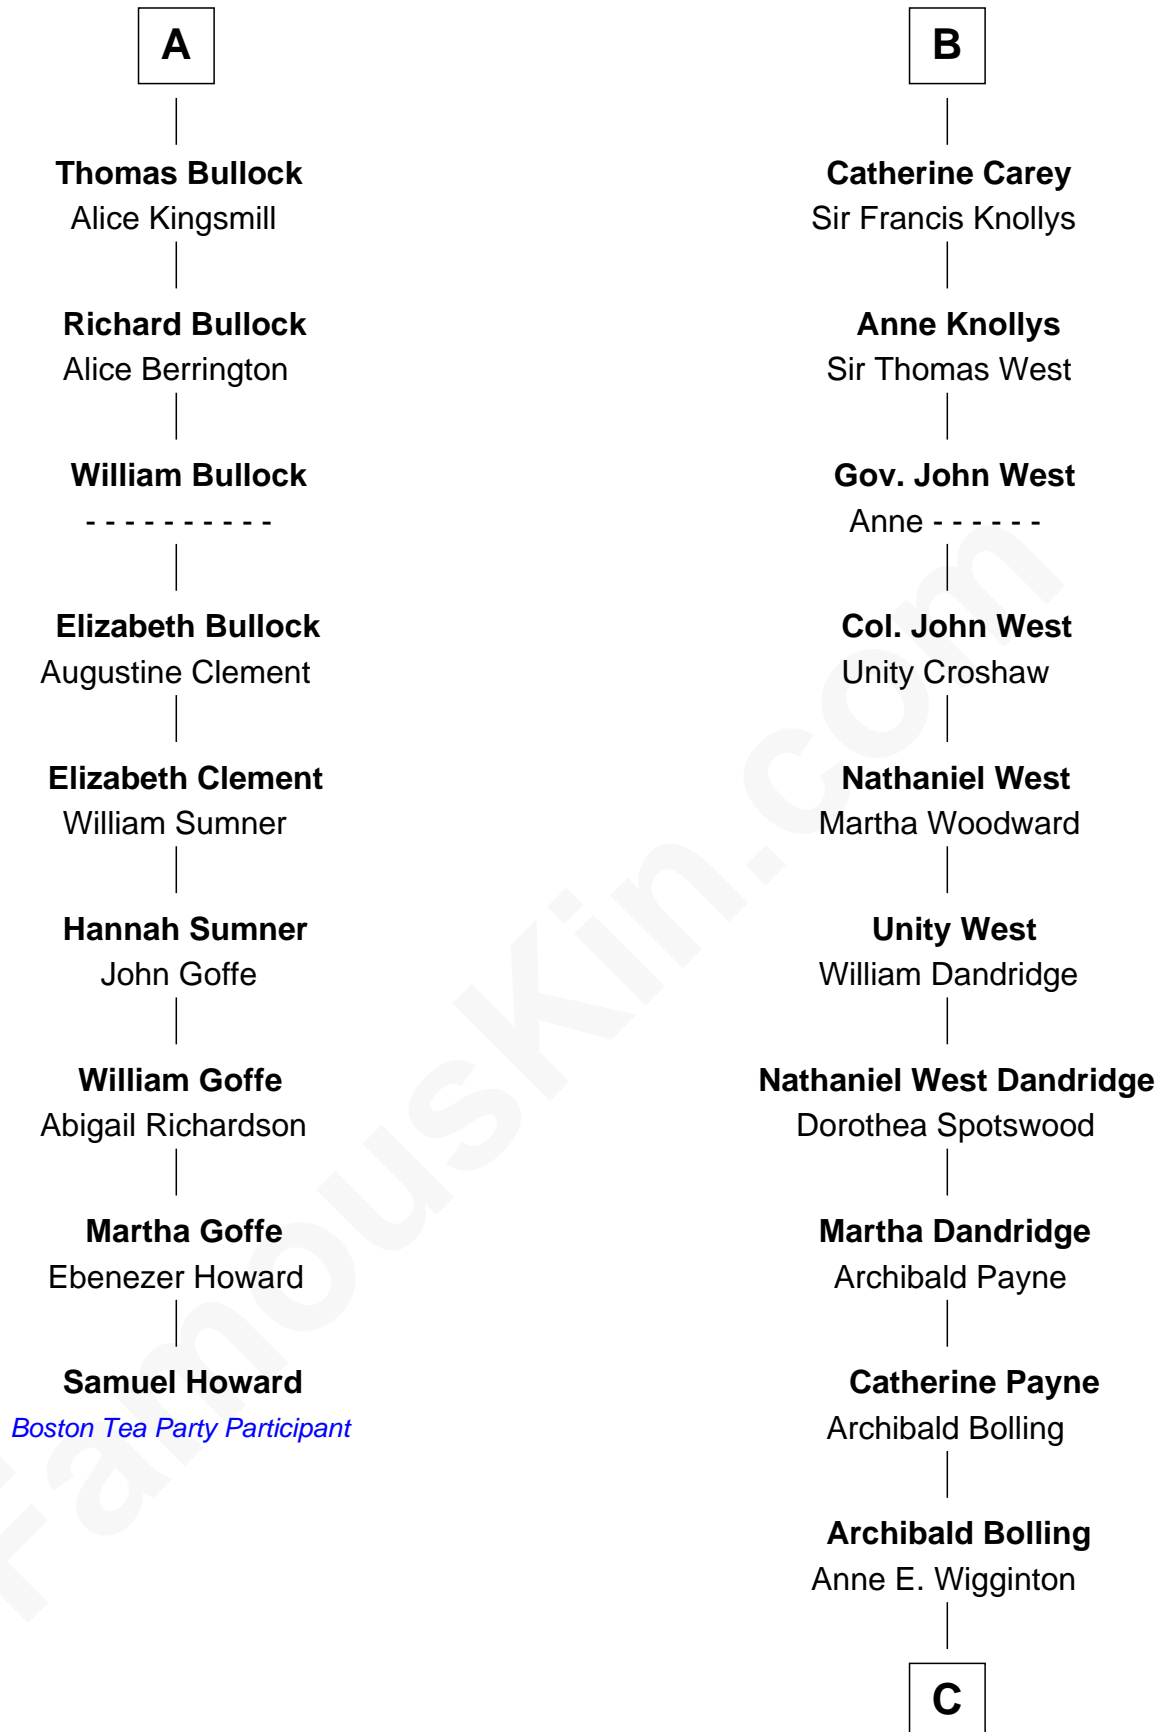 A
Thomas Bullock
Alice Kingsmill
Richard Bullock
Alice Berrington
William Bullock
- - - - - - - - - -
Elizabeth Bullock
Augustine Clement
Elizabeth Clement
William Sumner
Hannah Sumner
John Goffe
William Goffe
Abigail Richardson
Martha Goffe
Ebenezer Howard
Samuel Howard
Boston Tea Party Participant
B
Catherine Carey
Sir Francis Knollys
Anne Knollys
Sir Thomas West
Gov. John West
Anne - - - - - -
Col. John West
Unity Croshaw
Nathaniel West
Martha Woodward
Unity West
William Dandridge
Nathaniel West Dandridge
Dorothea Spotswood
Martha Dandridge
Archibald Payne
Catherine Payne
Archibald Bolling
Archibald Bolling
Anne E. Wigginton
C
FamousKin.com